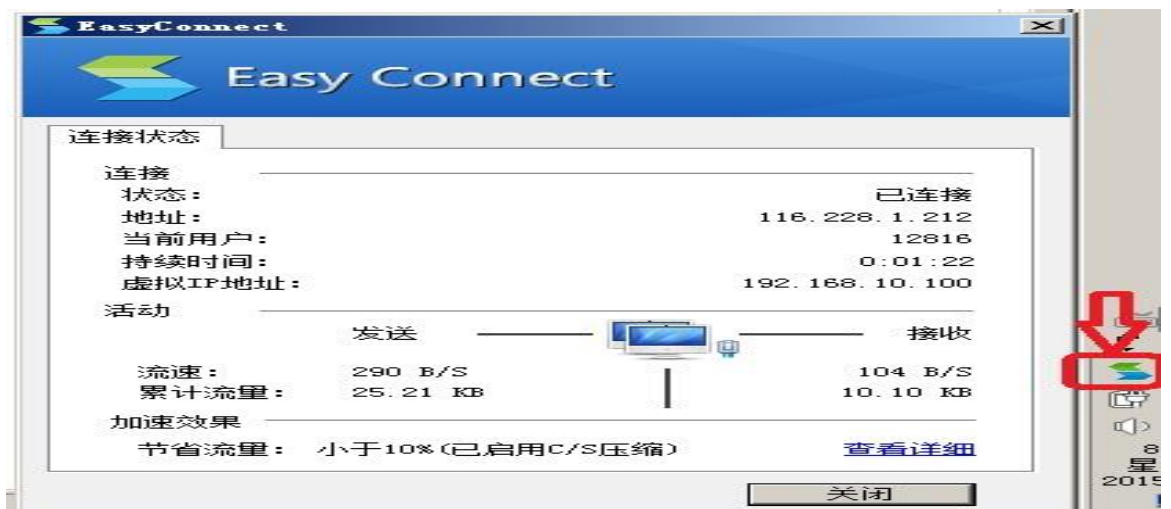 EasyConnect
Easy Connect
连接状态
连接
状态： 已连接
地址： 116.228.1.212
当前用户： 12816
持续时间： 0:01:22
虚拟IP地址： 192.168.10.100
活动
发送 接收
流速： 290 B/S 104 B/S
累计流量： 25.21 KB 10.10 KB
加速效果
节省流量： 小于10%(已启用C/S压缩) 查看详细
关闭
8
星
2015